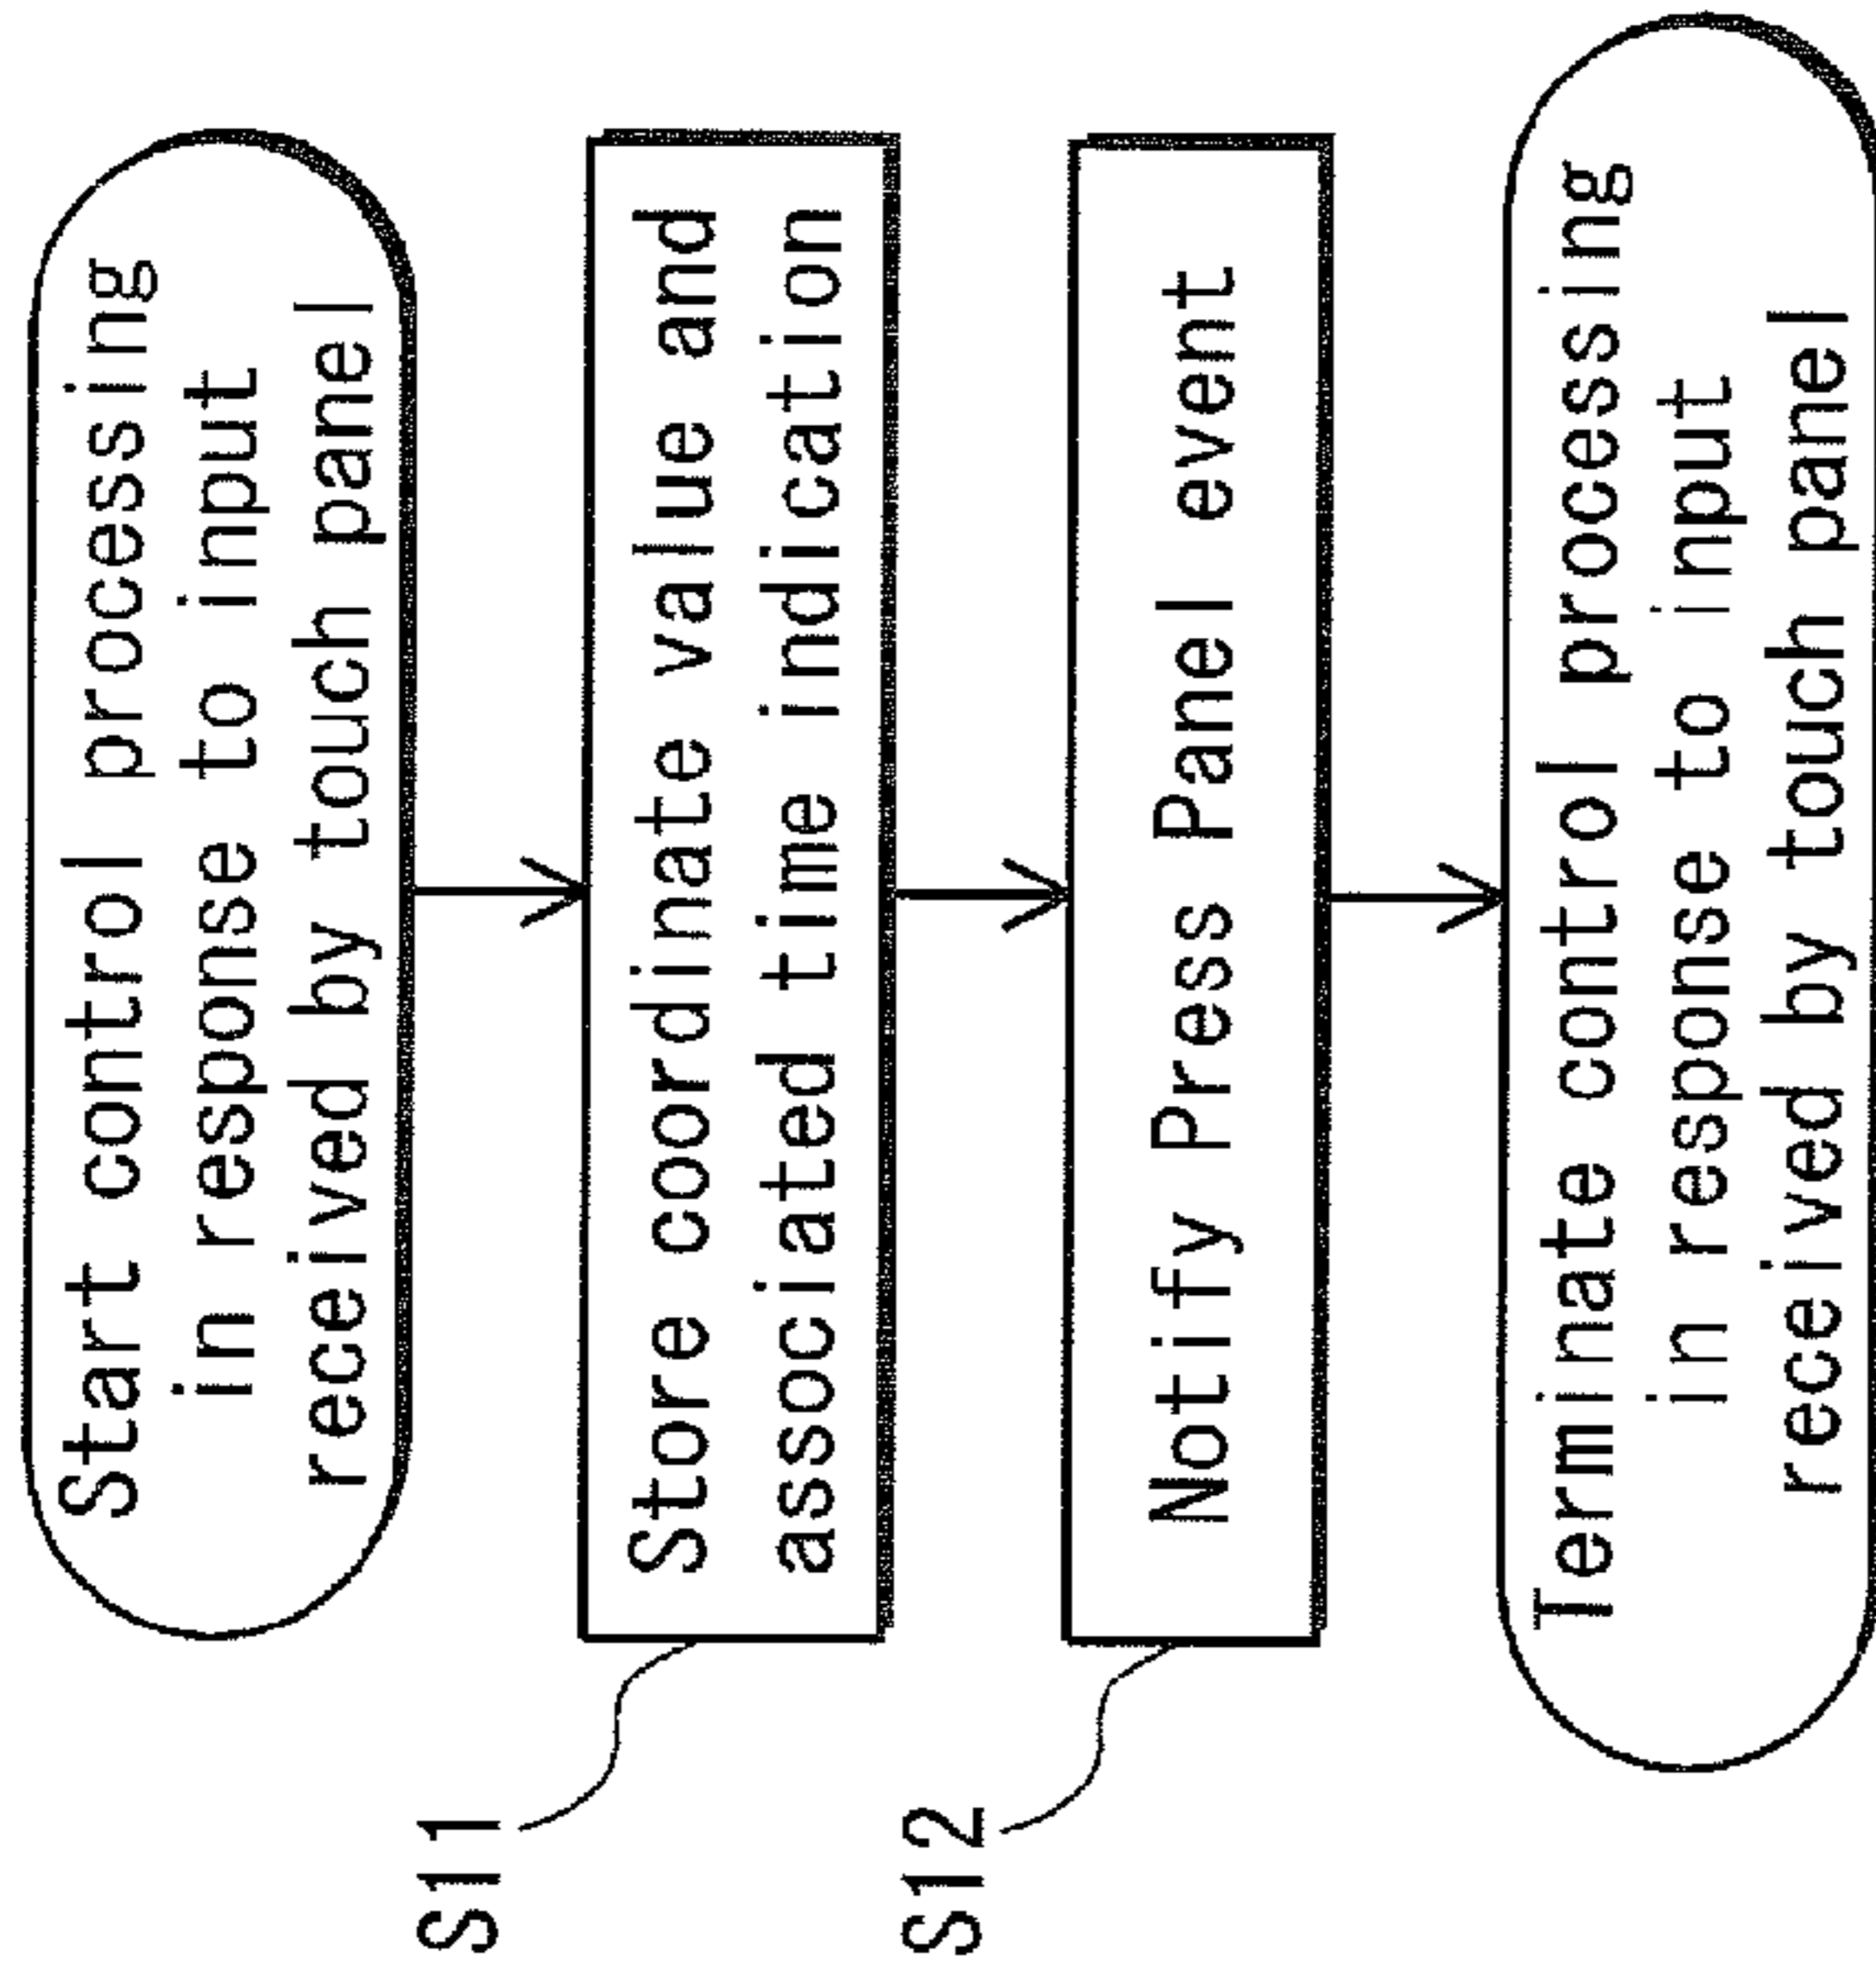 Start control processing
in response to input
received by touch panel
S11
Store coordinate value and
associated time indication
S12
Notify Press Panel event
Terminate control processing
in response to input
received by touch panel